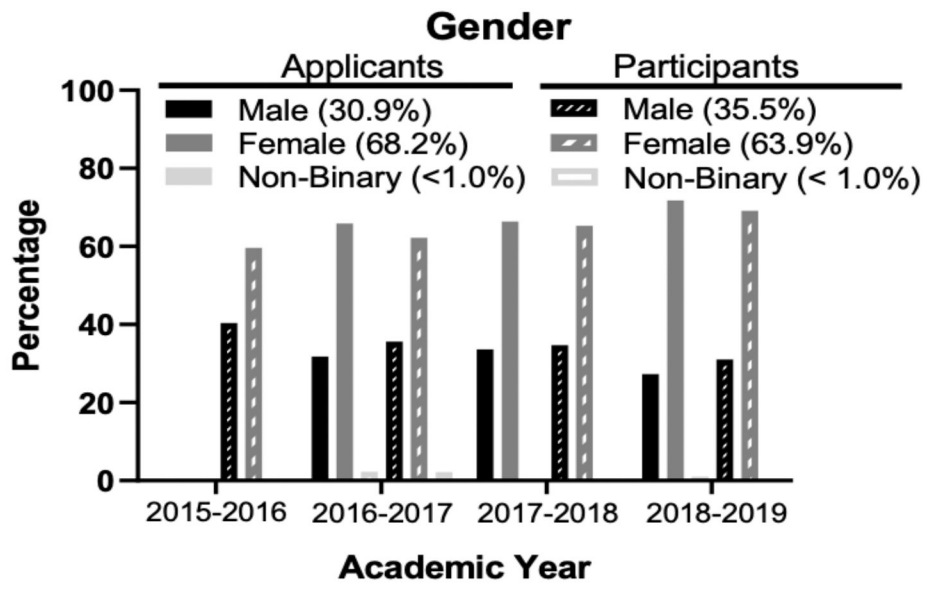 Gender
Applicants Participants
100
Male (30.9%) Male (35.5%)
Female (68.2%) Female (63.9%)
80
Non-Binary (<1.0%) Non-Binary (< 1.0%)
60
40
20
0
Percentage
2015-2016 2016-2017 2017-2018 2018-2019
Academic Year